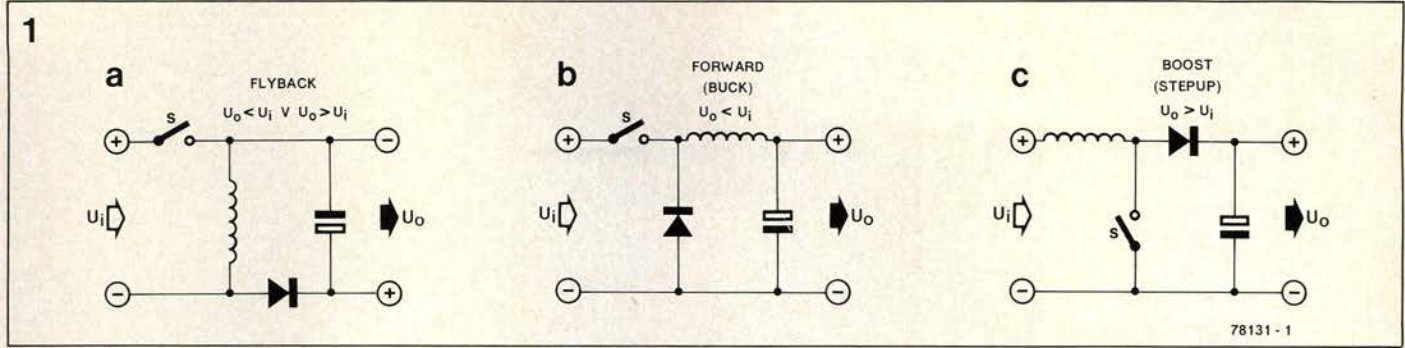 1
a
FLYBACK
Uo < Ui V Uo > Ui
S
+
−
Ui
Uo
−
+
b
FORWARD
(BUCK)
Uo < Ui
S
+
+
Ui
Uo
−
−
c
BOOST
(STEPUP)
Uo > Ui
+
+
Ui
S
Uo
−
−
78131 - 1